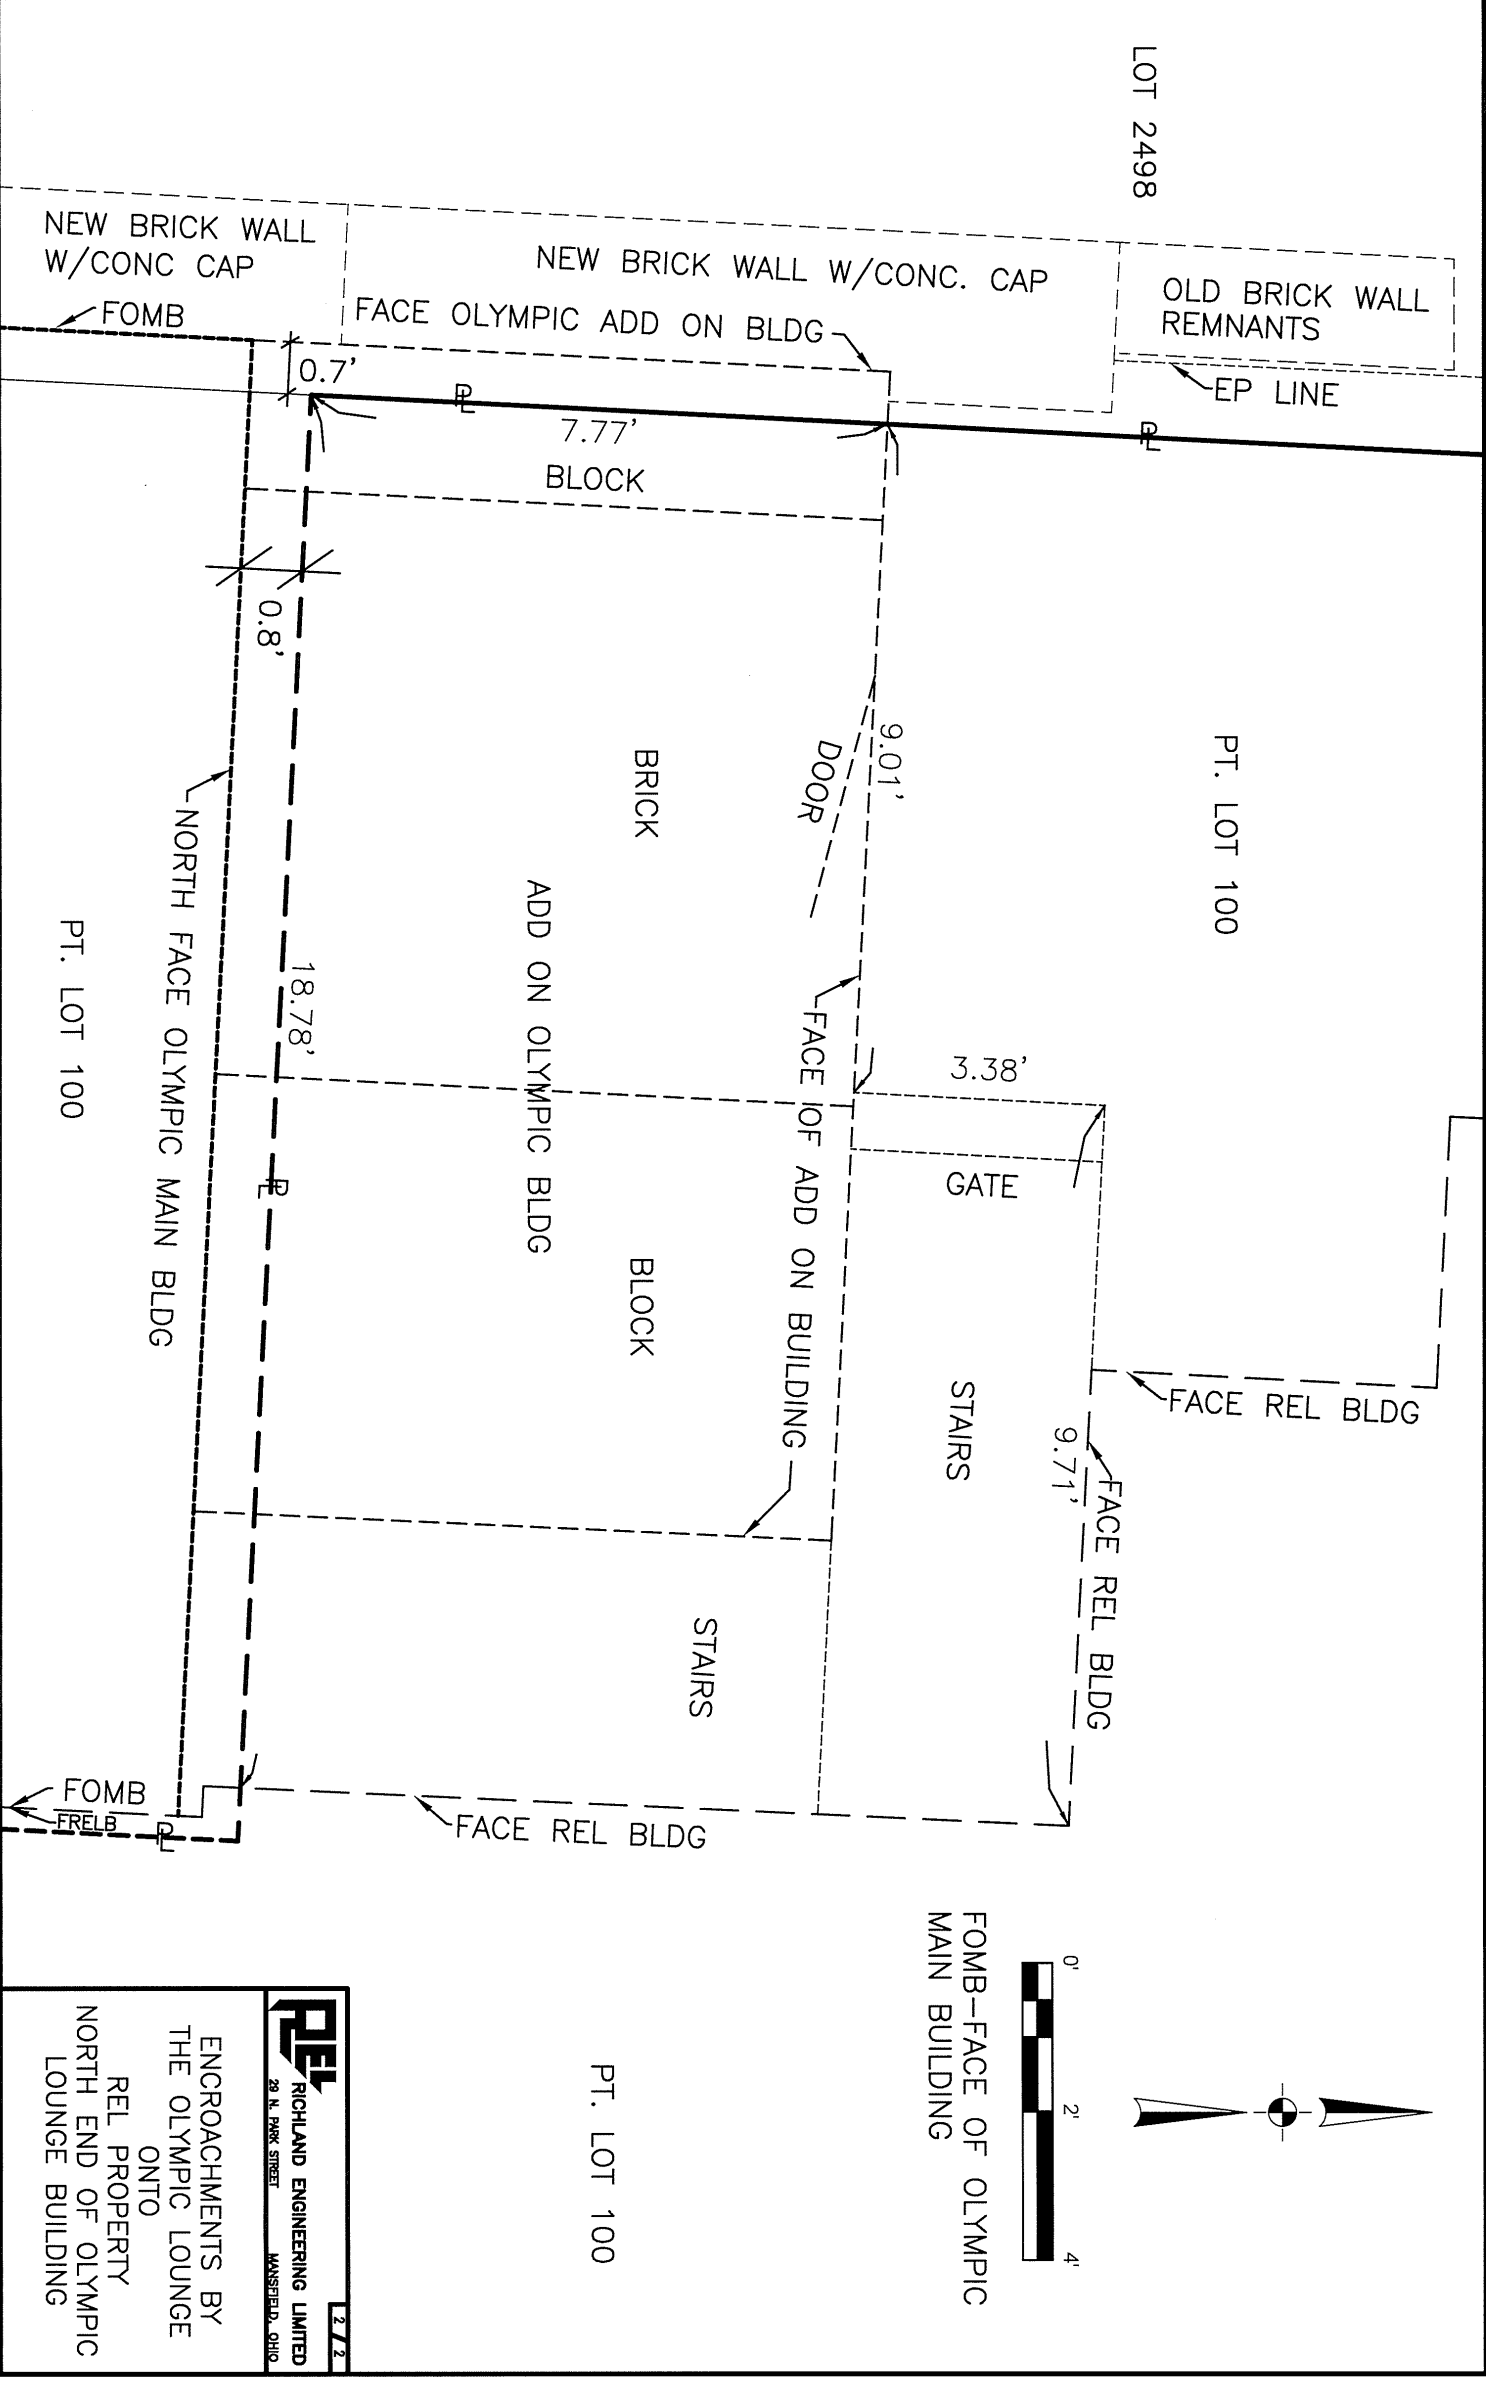 LOT 2498
NEW BRICK WALL
W/CONC CAP
NEW BRICK WALL W/CONC. CAP
OLD BRICK WALL
REMNANTS
FOMB
FACE OLYMPIC ADD ON BLDG
EP LINE
0.7'
PL
7.77'
PL
BLOCK
0.8'
PT. LOT 100
9.01'
DOOR
BRICK
ADD ON OLYMPIC BLDG
18.78'
NORTH FACE OLYMPIC MAIN BLDG
PT. LOT 100
FACE OF ADD ON BUILDING
3.38'
GATE
PL
BLOCK
STAIRS
FACE REL BLDG
9.71'
FACE REL BLDG
STAIRS
FOMB
FRELB
PL
FACE REL BLDG
FOMB-FACE OF OLYMPIC
MAIN BUILDING
0'
2'
4'
PT. LOT 100
2 / 2
REL
RICHLAND ENGINEERING LIMITED
29 N. PARK STREET MANSFIELD, OHIO
ENCROACHMENTS BY
THE OLYMPIC LOUNGE
ONTO
REL PROPERTY
NORTH END OF OLYMPIC
LOUNGE BUILDING